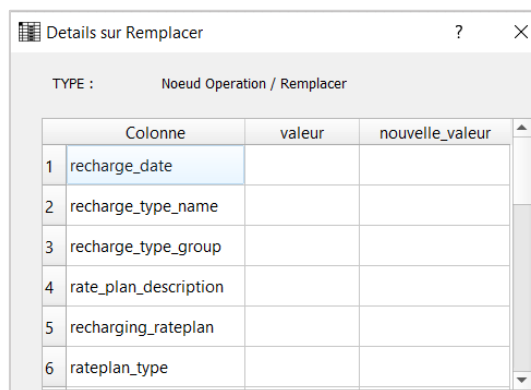 Details sur Remplacer ? X
TYPE : Noeud Operation / Remplacer
Colonne valeur nouvelle_valeur
1 recharge_date
2 recharge_type_name
3 recharge_type_group
4 rate_plan_description
5 recharging_rateplan
6 rateplan_type